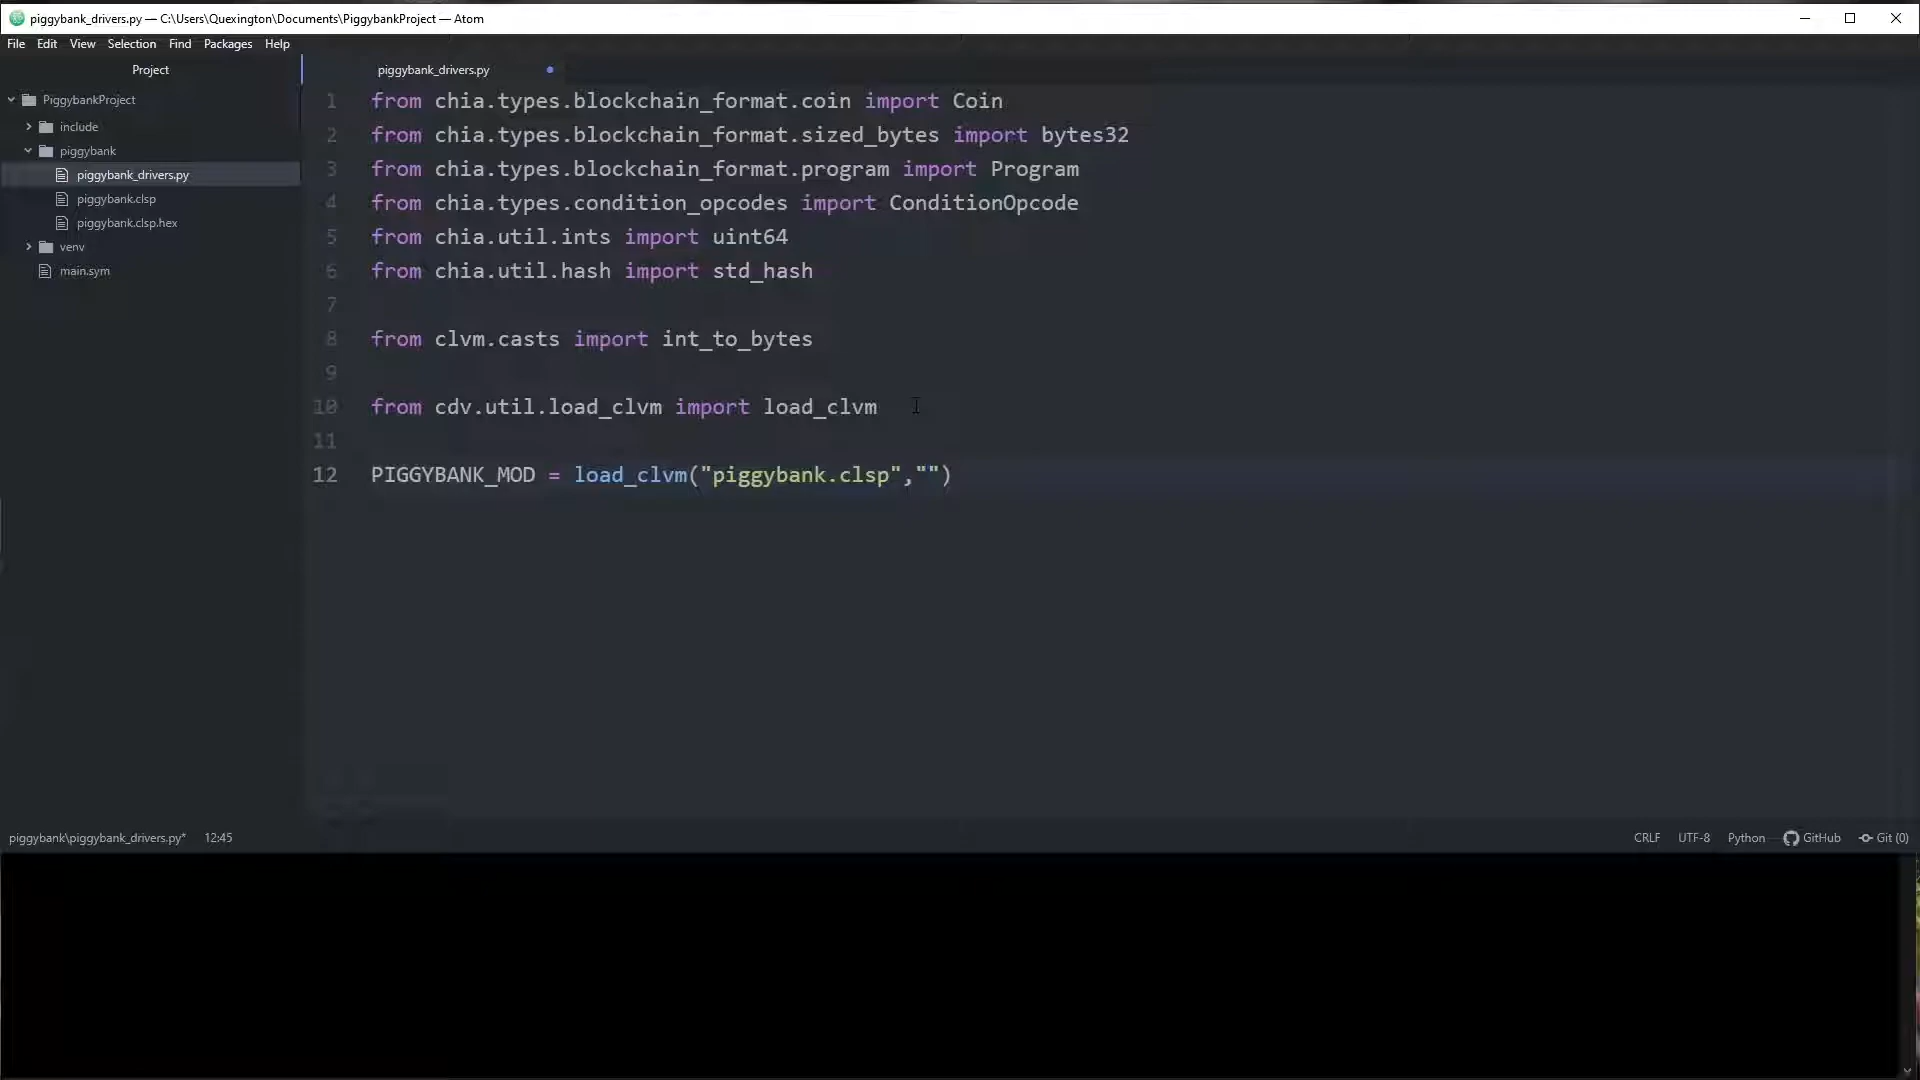 piggybank_drivers.py — C:\Users\Quexington\Documents\PiggybankProject — Atom
File Edit View Selection Find Packages Help
Project
PiggybankProject
include
piggybank
piggybank_drivers.py
piggybank.clsp
piggybank.clsp.hex
venv
main.sym
piggybank_drivers.py
1 from chia.types.blockchain_format.coin import Coin
2 from chia.types.blockchain_format.sized_bytes import bytes32
3 from chia.types.blockchain_format.program import Program
4 from chia.types.condition_opcodes import ConditionOpcode
5 from chia.util.ints import uint64
6 from chia.util.hash import std_hash
7
8 from clvm.casts import int_to_bytes
9
10 from cdv.util.load_clvm import load_clvm
11
12 PIGGYBANK_MOD = load_clvm("piggybank.clsp","")
piggybank\piggybank_drivers.py* 12:45
CRLF UTF-8 Python GitHub Git (0)